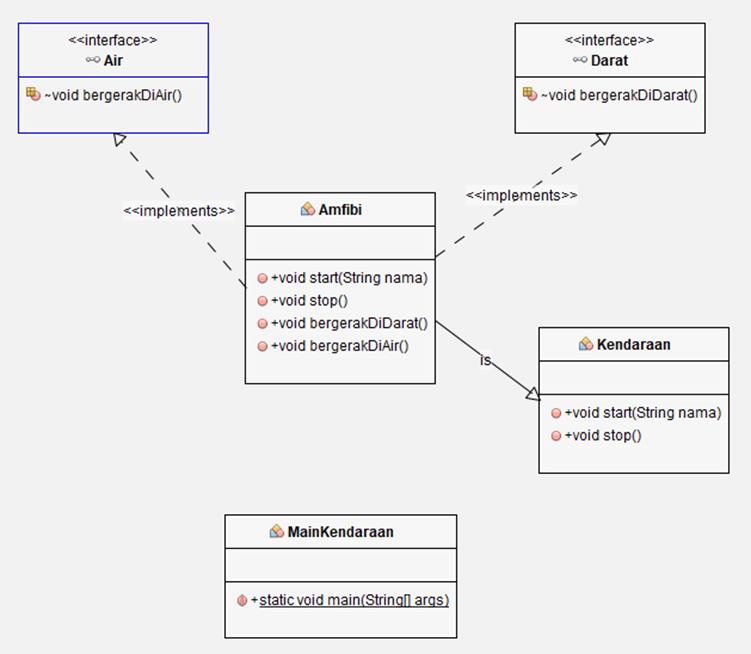 <<interface>>
Air
~void bergerakDiAir()
<<interface>>
Darat
~void bergerakDiDarat()
<<implements>>
<<implements>>
Amfibi
+void start(String nama)
+void stop()
+void bergerakDiDarat()
+void bergerakDiAir()
is
Kendaraan
+void start(String nama)
+void stop()
MainKendaraan
+static void main(String[] args)